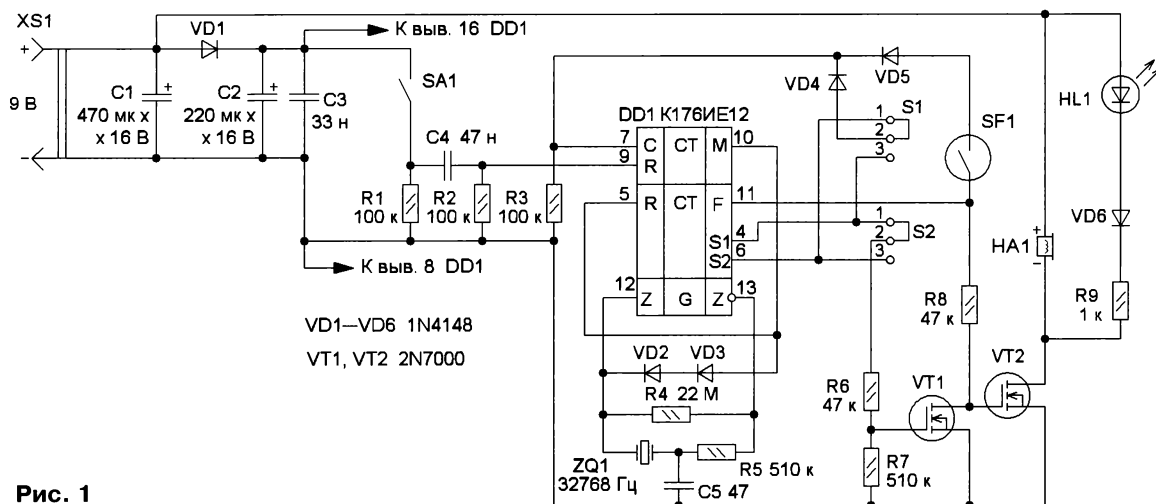 XS1
+
9 В
−
C1
470 мк х
х 16 В
+
VD1
C2
220 мк х
х 16 В
+
C3
33 н
К выв. 16 DD1
SA1
C4 47 н
R1
100 к
R2
100 к
R3
100 к
К выв. 8 DD1
DD1 К176ИЕ12
7 C CT M 10
9 R
5 R CT F 11
S1 4
S2 6
12 Z G Z 13
VD4
VD5
1
2
3
S1
1
2
3
S2
SF1
HL1
VD6
+
HA1
−
R9
1 к
R8
47 к
VT2
VT1
R6
47 к
R7
510 к
VD1—VD6 1N4148
VT1, VT2 2N7000
VD2
VD3
R4 22 М
ZQ1
32768 Гц
R5 510 к
C5 47
Рис. 1